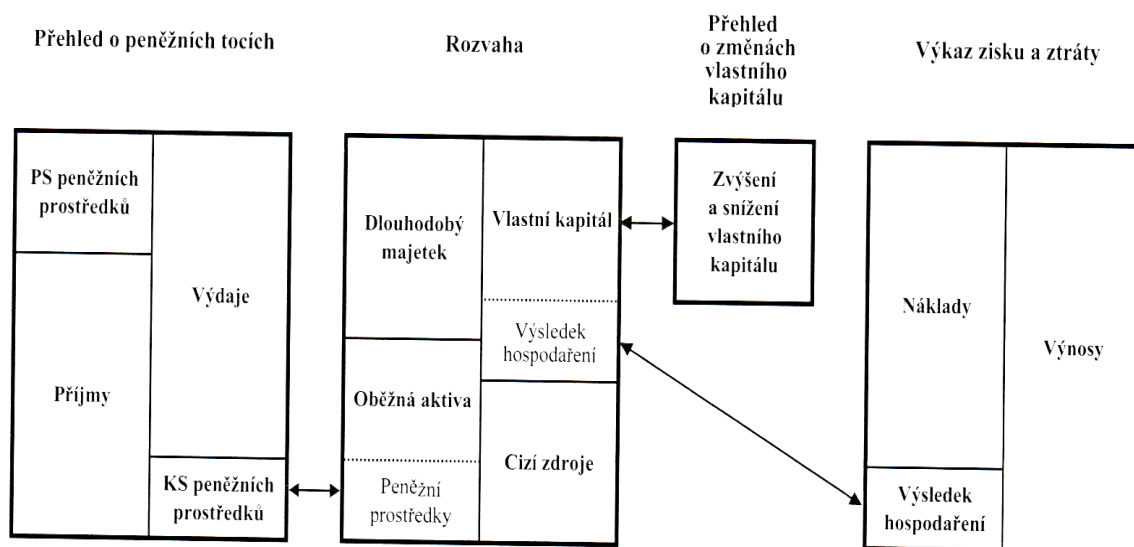 Přehled o peněžních tocích
Rozvaha
Přehled
o změnách
vlastního
kapitálu
Výkaz zisku a ztráty
PS peněžních
prostředků
Příjmy
Výdaje
KS peněžních
prostředků
Dlouhodobý
majetek
Oběžná aktiva
Peněžní
prostředky
Vlastní kapitál
Výsledek
hospodaření
Cizí zdroje
Zvýšení
a snížení
vlastního
kapitálu
Náklady
Výsledek
hospodaření
Výnosy